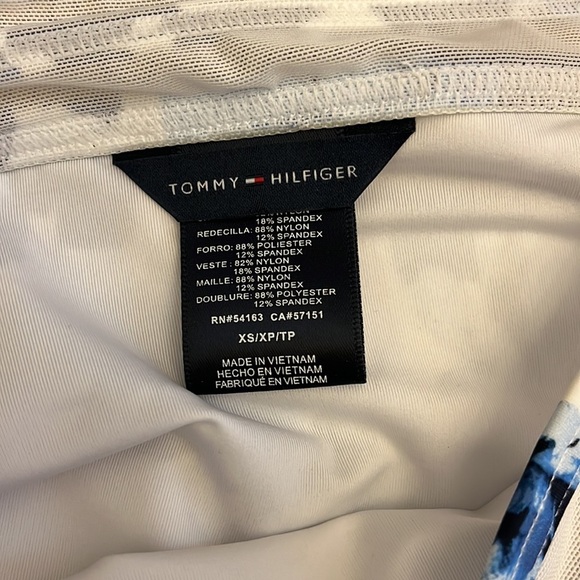 TOMMY HILFIGER
18% SPANDEX
REDECILLA: 88% NYLON
12% SPANDEX
FORRO: 88% POLIESTER
12% SPANDEX
VESTE : 82% NYLON
18% SPANDEX
MAILLE: 88% NYLON
12% SPANDEX
DOUBLURE: 88% POLYESTER
12% SPANDEX
RN#54163 CA#57151
XS/XP/TP
MADE IN VIETNAM
HECHO EN VIETNAM
FABRIQUÉ EN VIETNAM